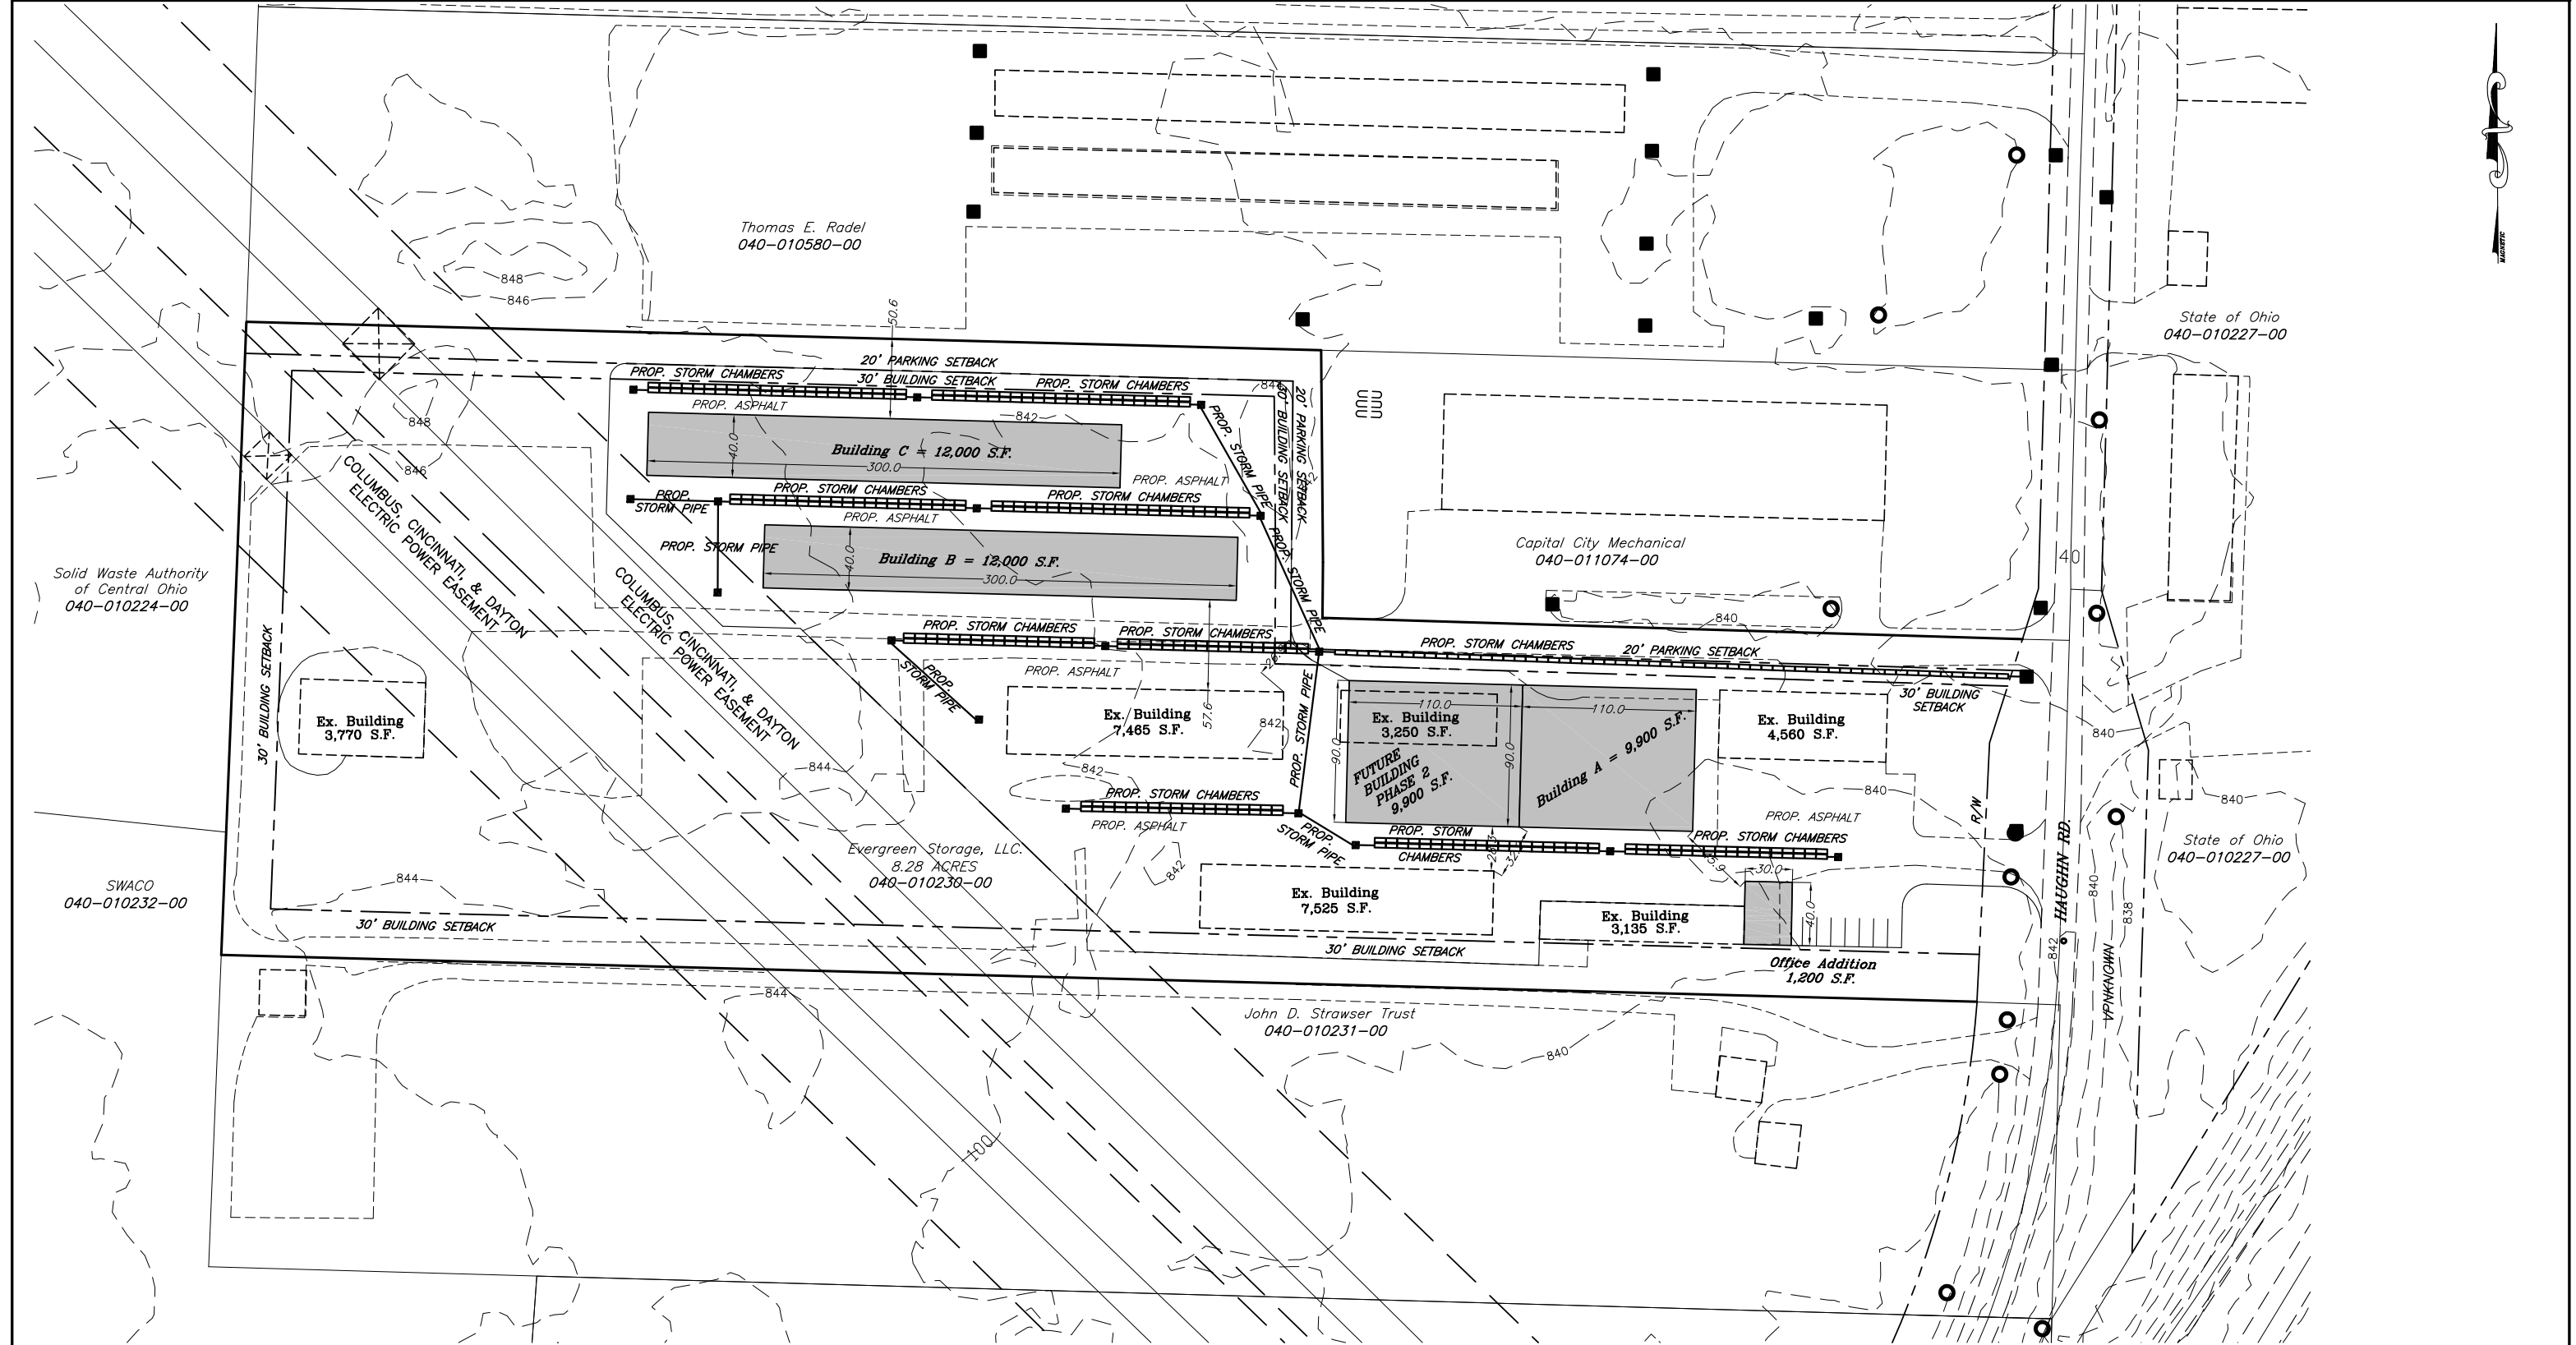 MAGNETIC
Thomas E. Radel
040-010580-00
848
846
State of Ohio
040-010227-00
50.6
20' PARKING SETBACK
PROP. STORM CHAMBERS
30' BUILDING SETBACK
PROP. STORM CHAMBERS
844
PROP. ASPHALT
842
848
846
40.0
Building C = 12,000 S.F.
300.0
PROP. STORM PIPE
30' BUILDING SETBACK
20' PARKING SETBACK
PROP. ASPHALT
PROP. STORM CHAMBERS
PROP. STORM CHAMBERS
PROP.
STORM PIPE
PROP. ASPHALT
PROP. STORM PIPE
40.0
Building B = 12,000 S.F.
300.0
PROP. STORM PIPE
Capital City Mechanical
040-011074-00
40
COLUMBUS, CINCINNATI, & DAYTON
ELECTRIC POWER EASEMENT
COLUMBUS, CINCINNATI, & DAYTON
ELECTRIC POWER EASEMENT
Solid Waste Authority
of Central Ohio
040-010224-00
30' BUILDING SETBACK
840
PROP. STORM CHAMBERS
PROP. STORM CHAMBERS
PROP. STORM CHAMBERS
20' PARKING SETBACK
PROP.
STORM PIPE
PROP. ASPHALT
30' BUILDING
SETBACK
Ex. Building
3,770 S.F.
Ex. Building
7,465 S.F.
57.6
842
PROP. STORM PIPE
110.0
110.0
Ex. Building
3,250 S.F.
90.0
90.0
FUTURE
BUILDING
PHASE 2
9,900 S.F.
Building A = 9,900 S.F.
Ex. Building
4,560 S.F.
840
844
842
PROP. STORM CHAMBERS
PROP. ASPHALT
PROP.
STORM PIPE
PROP. STORM
CHAMBERS
PROP. STORM CHAMBERS
PROP. ASPHALT
840
840
R/W
HAUGHN RD.
State of Ohio
040-010227-00
Evergreen Storage, LLC.
8.28 ACRES
040-010230-00
842
30.0
40.0
844
SWACO
040-010232-00
30' BUILDING SETBACK
Ex. Building
7,525 S.F.
Ex. Building
3,135 S.F.
30' BUILDING SETBACK
Office Addition
1,200 S.F.
840
838
842
844
John D. Strawser Trust
040-010231-00
840
100